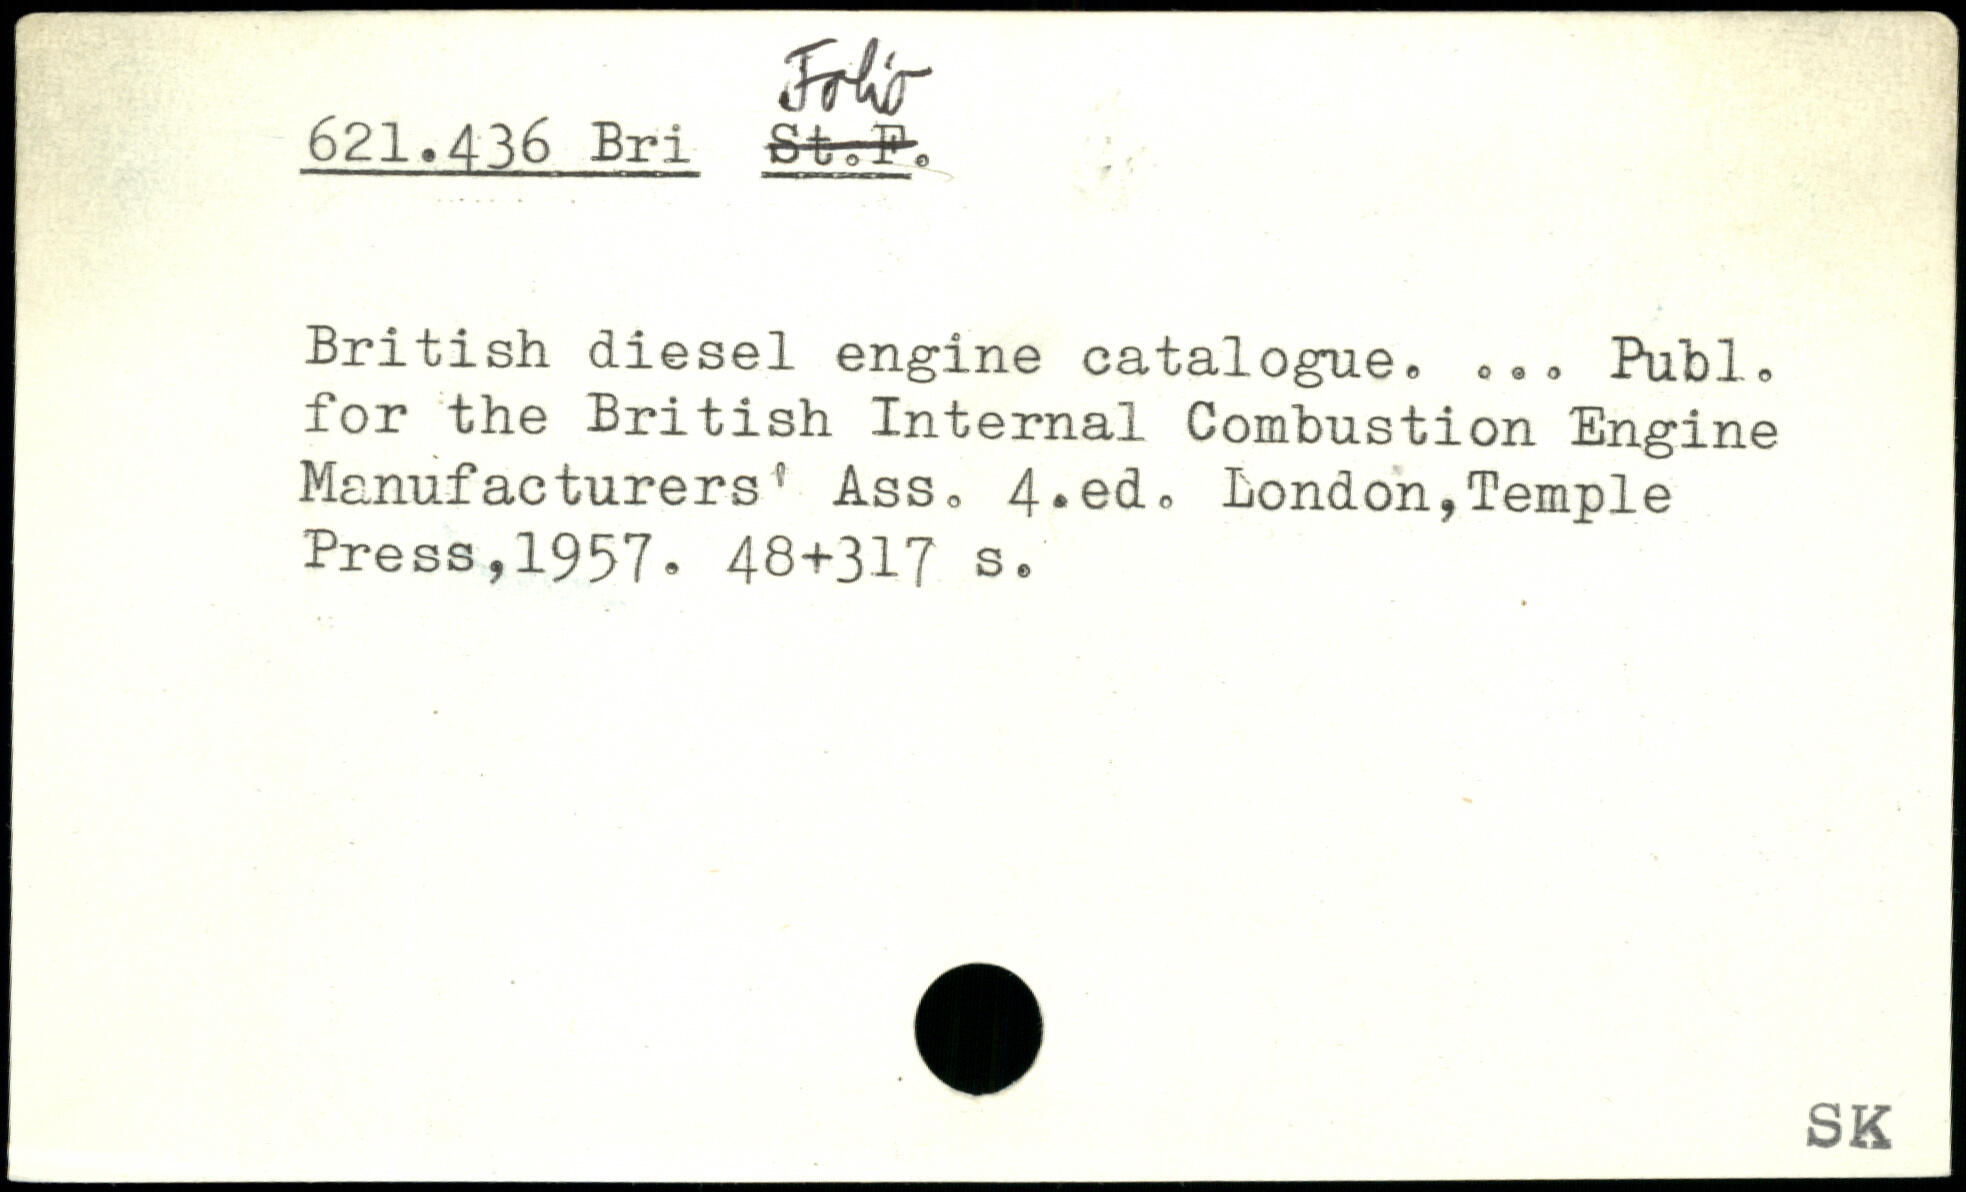 Folio
621.436 Bri St.F.
British diesel engine catalogue. ... Publ.
for the British Internal Combustion Engine
Manufacturers' Ass. 4.ed. London,Temple
Press,1957. 48+317 s.
SK